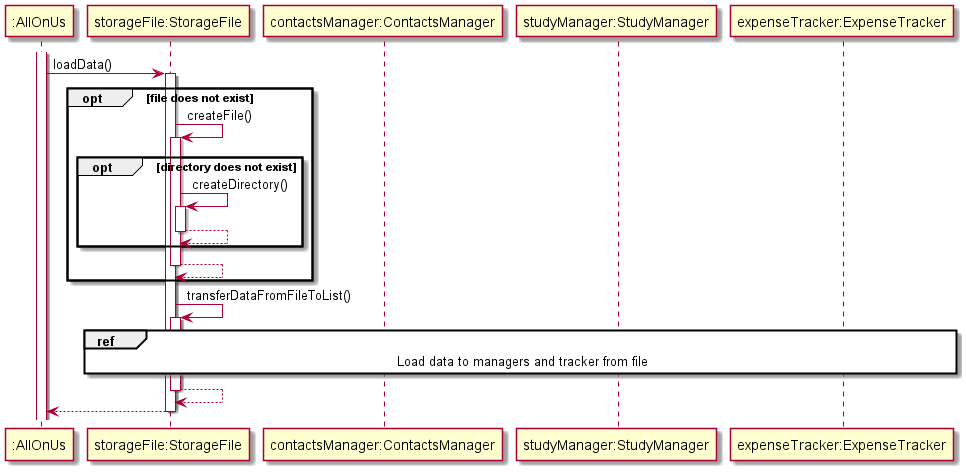 :AllOnUs
storageFile:StorageFile
contactsManager:ContactsManager
studyManager:StudyManager
expenseTracker:ExpenseTracker
loadData()
opt
[file does not exist]
createFile()
opt
[directory does not exist]
createDirectory()
transferDataFromFileToList()
ref
Load data to managers and tracker from file
:AllOnUs
storageFile:StorageFile
contactsManager:ContactsManager
studyManager:StudyManager
expenseTracker:ExpenseTracker